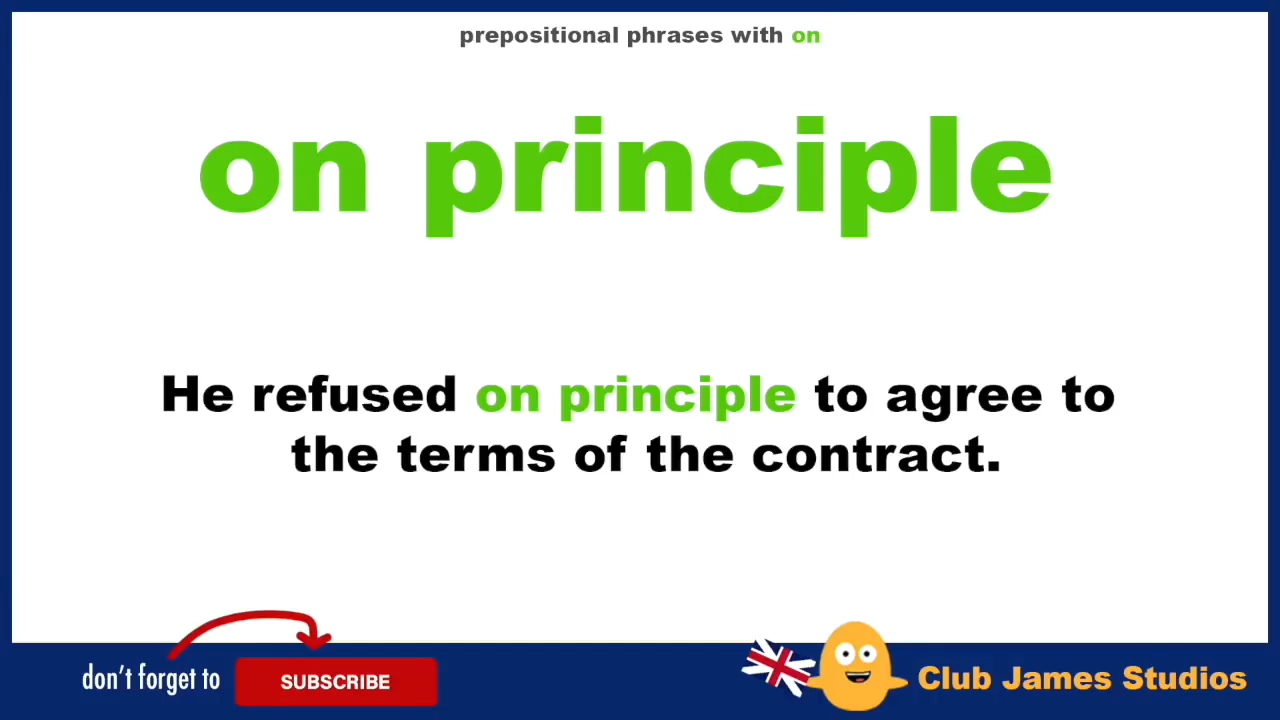 prepositional phrases with on
on principle
He refused on principle to agree to
the terms of the contract.
don't forget to
SUBSCRIBE
Club James Studios